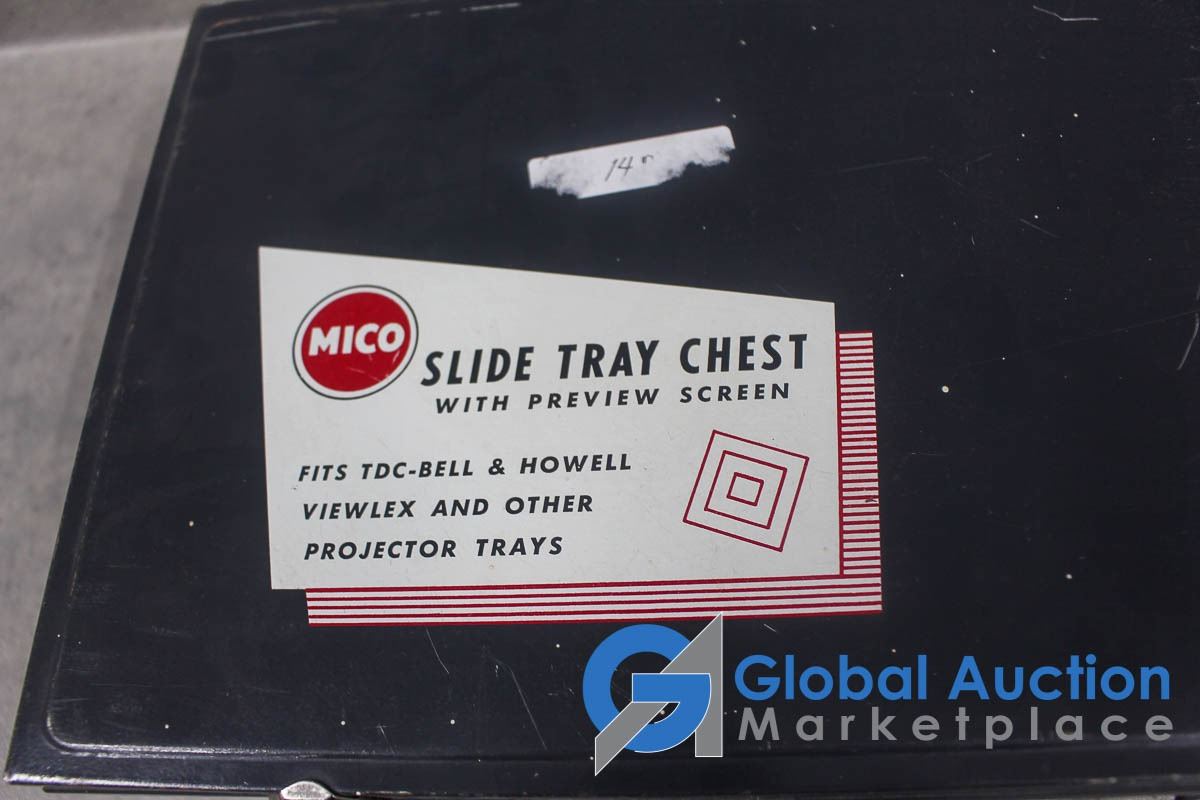 14"
MICO
SLIDE TRAY CHEST
WITH PREVIEW SCREEN
FITS TDC-BELL & HOWELL
VIEWLEX AND OTHER
PROJECTOR TRAYS
GA Global Auction
Marketplace